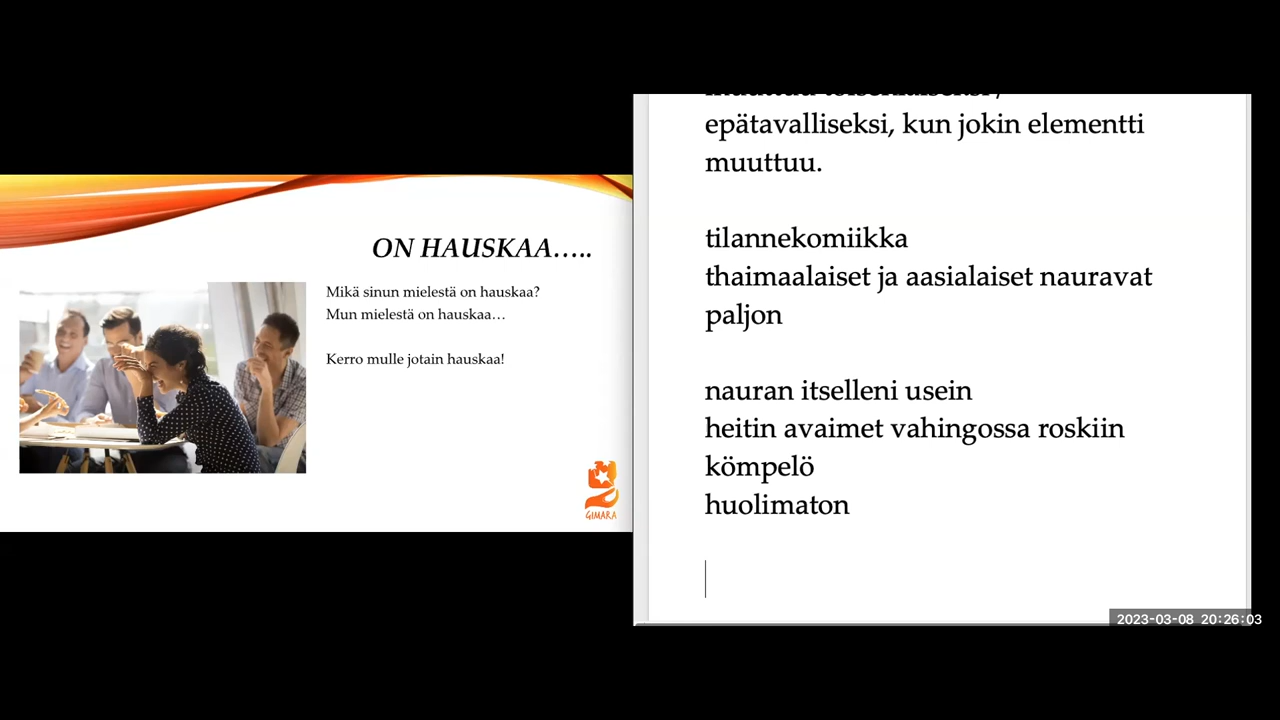 ON HAUSKAA…..
Mikä sinun mielestä on hauskaa?
Mun mielestä on hauskaa…
Kerro mulle jotain hauskaa!
GIMARA
epätavalliseksi, kun jokin elementti
muuttuu.
tilannekomiikka
thaimaalaiset ja aasialaiset nauravat
paljon
nauran itselleni usein
heitin avaimet vahingossa roskiin
kömpelö
huolimaton
2023-03-08 20:26:03